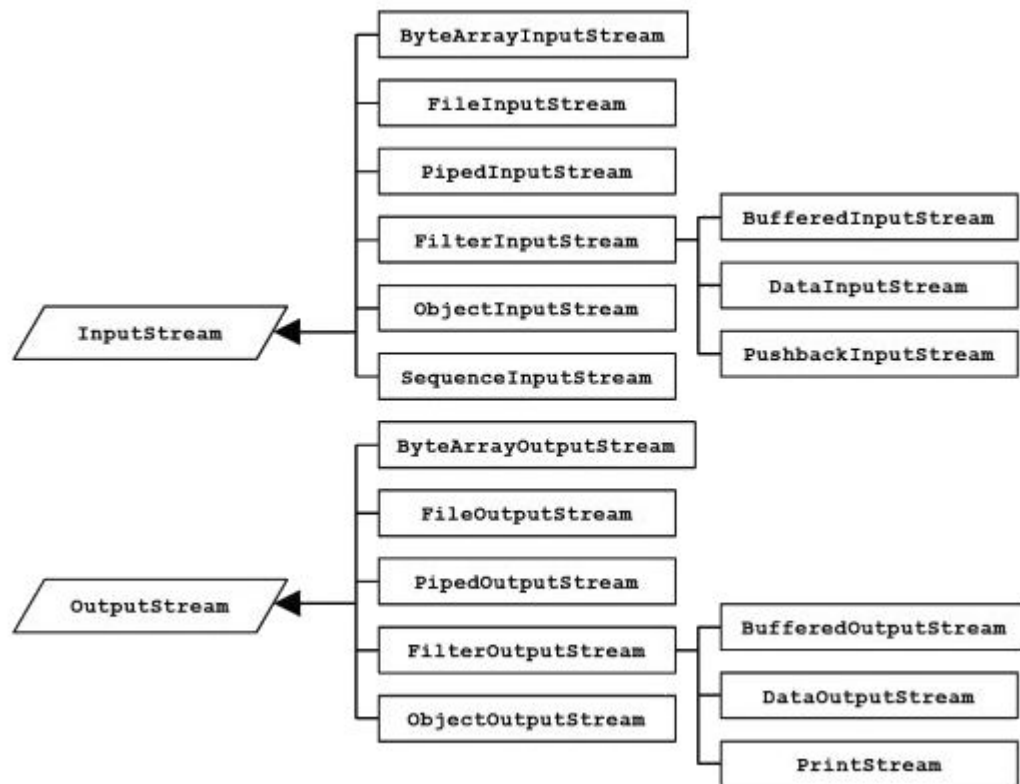 ByteArrayInputStream
FileInputStream
PipedInputStream
FilterInputStream
ObjectInputStream
SequenceInputStream
BufferedInputStream
DataInputStream
PushbackInputStream
InputStream
ByteArrayOutputStream
FileOutputStream
PipedOutputStream
FilterOutputStream
ObjectOutputStream
BufferedOutputStream
DataOutputStream
PrintStream
OutputStream